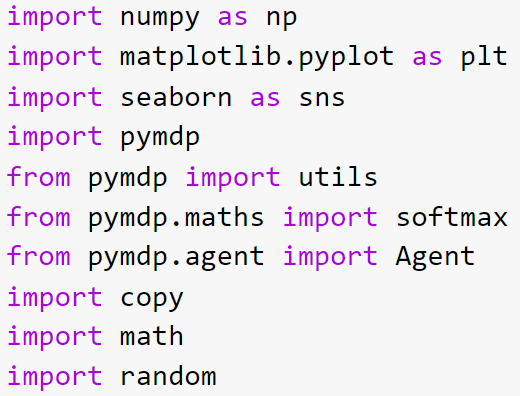 import numpy as np
import matplotlib.pyplot as plt
import seaborn as sns
import pymdp
from pymdp import utils
from pymdp.maths import softmax
from pymdp.agent import Agent
import copy
import math
import random